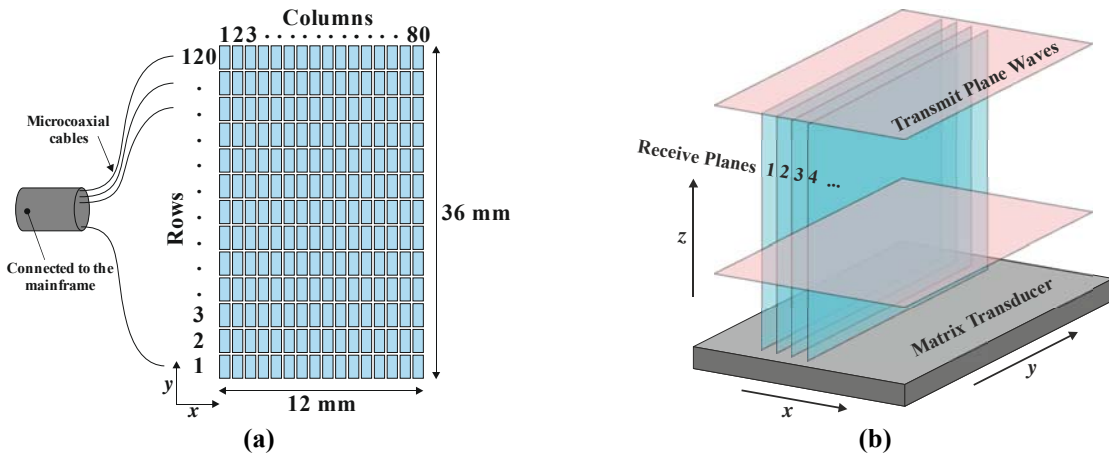 Columns
1 2 3 . . . . . . . . . . . 80
120
Microcoaxial
cables
Rows
36 mm
Connected to the
mainframe
3
2
1
y
x
12 mm
(a)
Transmit Plane Waves
Receive Planes 1 2 3 4 ...
z
Matrix Transducer
x
y
(b)